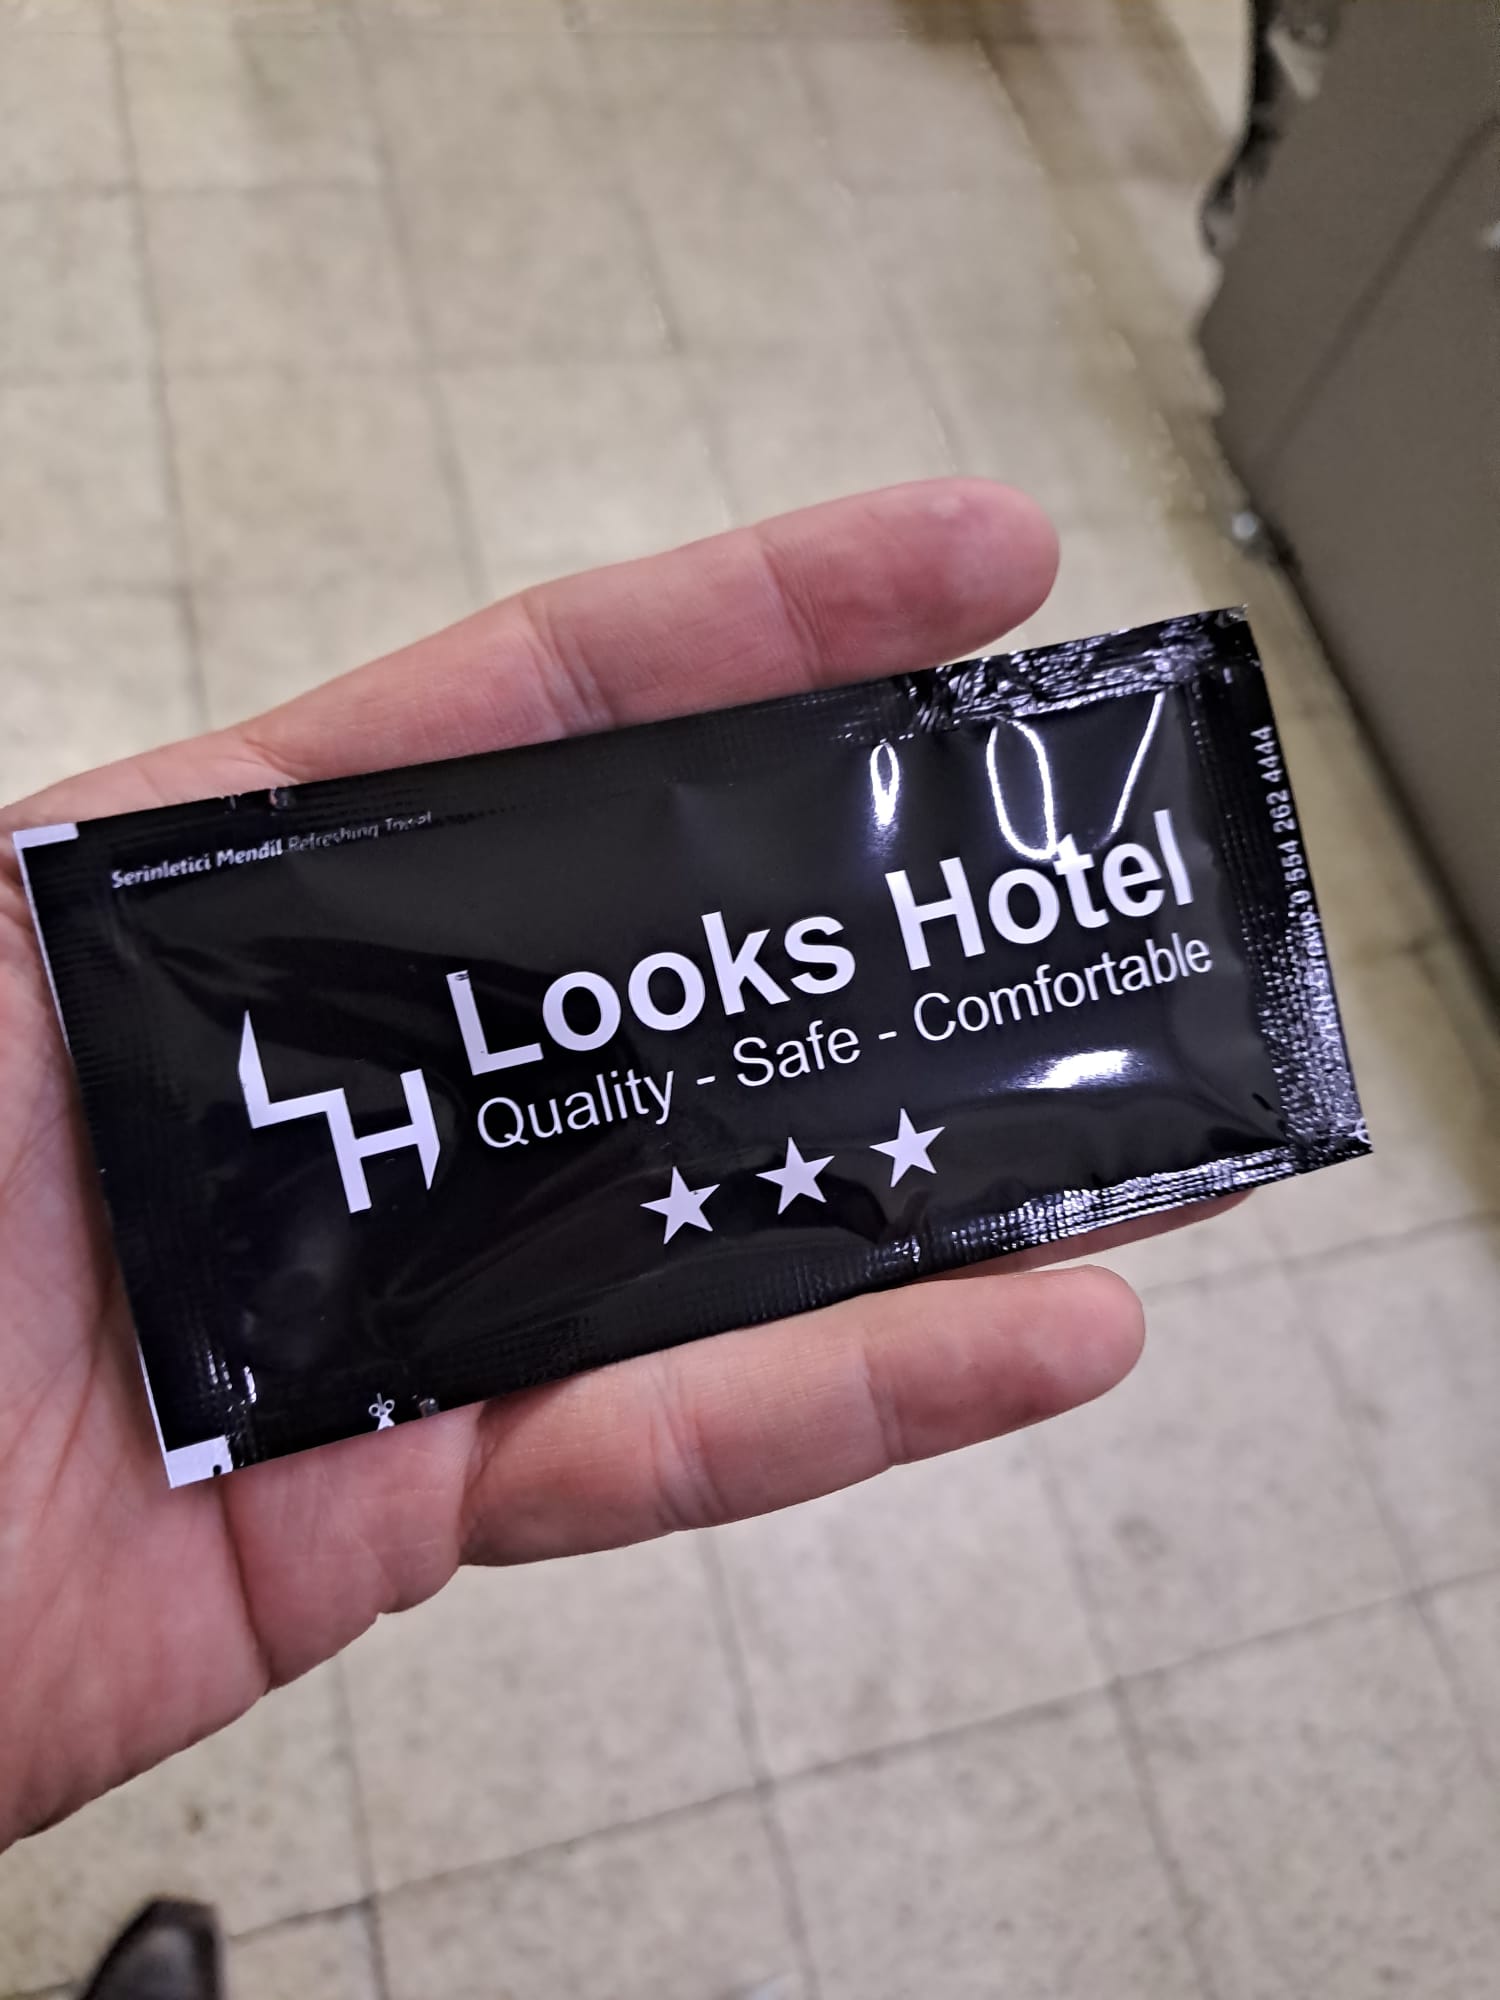 Serinletici Mendil Refreshing Towel
LH
Looks Hotel
Quality - Safe - Comfortable
0 554 262 4444